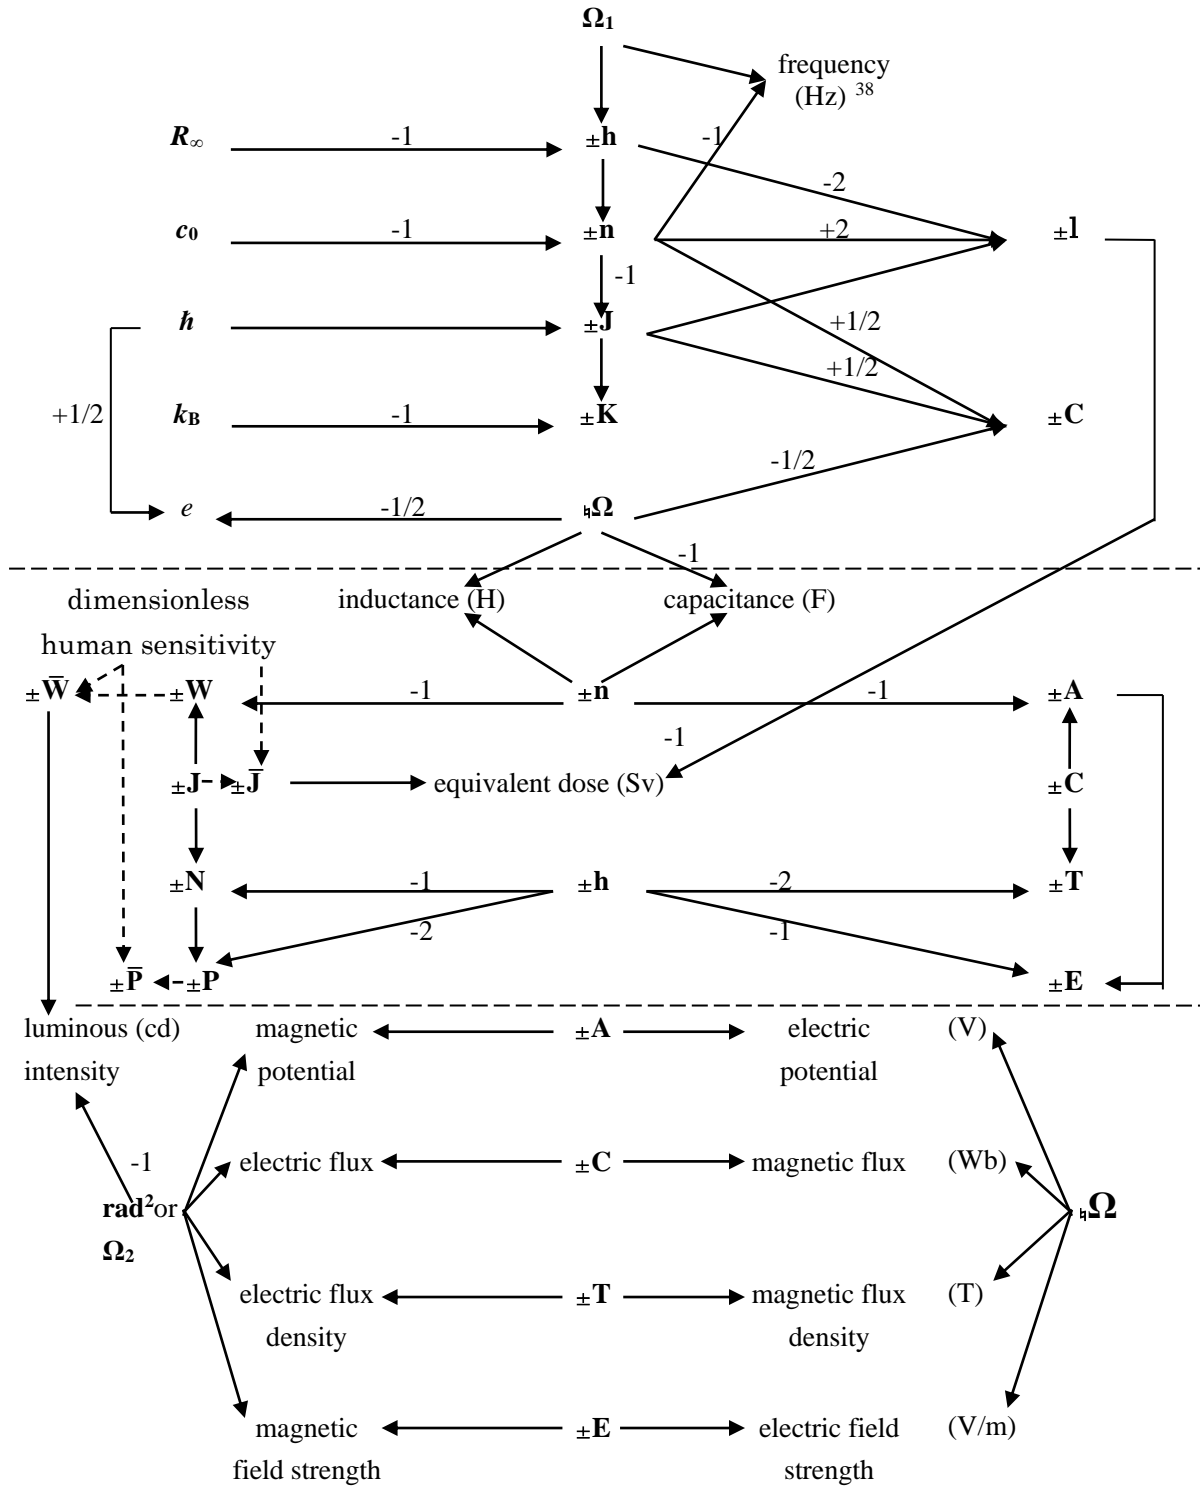 Ω₁
frequency
(Hz) ³⁸
R∞ -1 ±h -1
-2
c₀ -1 ±n +2 ±l
-1
ħ ±J +1/2
+1/2
+1/2 k_B -1 ±K ±C
-1/2
e -1/2 ♮Ω
-1
dimensionless inductance (H) capacitance (F)
human sensitivity
±W̄ ±W -1 ±n -1 ±A
-1
±J ±J̄ equivalent dose (Sv) ±C
±N -1 ±h -2 ±T
-2 -1
±P̄ ±P ±E
luminous (cd) magnetic ±A electric (V)
intensity potential potential
-1 electric flux ±C magnetic flux (Wb)
rad²or ♮Ω
Ω₂
electric flux ±T magnetic flux (T)
density density
magnetic ±E electric field (V/m)
field strength strength